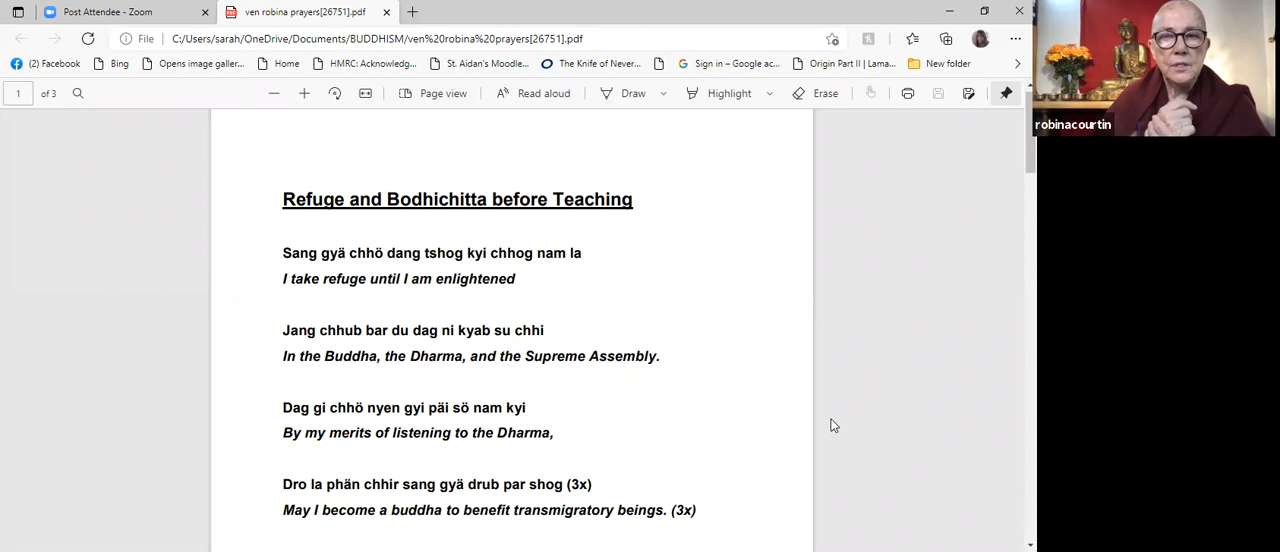 Post Attendee - Zoom
ven robina prayers[26751].pdf
File C:/Users/sarah/OneDrive/Documents/BUDDHISM/ven%20robina%20prayers[26751].pdf
(2) Facebook Bing Opens image galler... Home HMRC: Acknowledg... St. Aidan's Moodle... The Knife of Never... Sign in – Google ac... Origin Part II | Lama... New folder
1 of 3 Page view Read aloud Draw Highlight Erase
robinacourtin
Refuge and Bodhichitta before Teaching
Sang gyä chhö dang tshog kyi chhog nam la
I take refuge until I am enlightened
Jang chhub bar du dag ni kyab su chhi
In the Buddha, the Dharma, and the Supreme Assembly.
Dag gi chhö nyen gyi päi sö nam kyi
By my merits of listening to the Dharma,
Dro la phän chhir sang gyä drub par shog (3x)
May I become a buddha to benefit transmigratory beings. (3x)